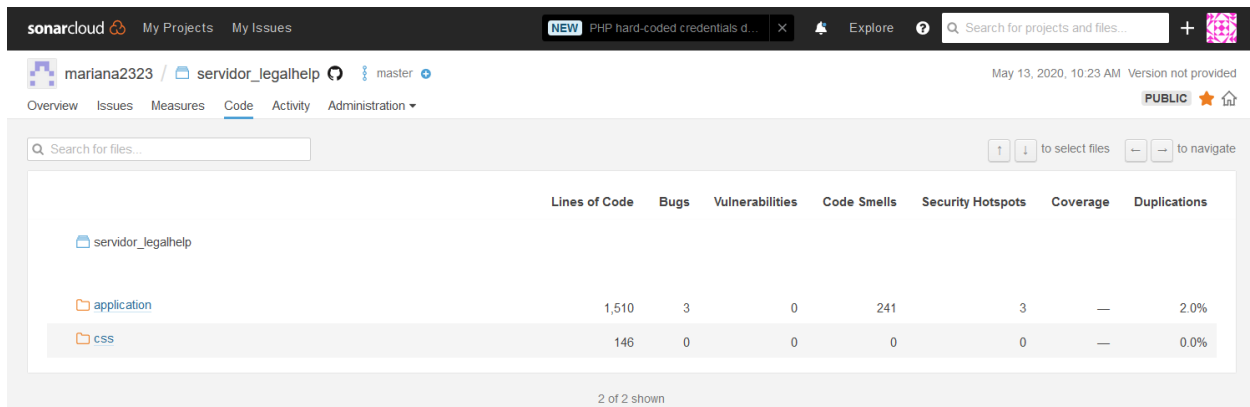 sonarcloud My Projects My Issues NEW PHP hard-coded credentials d... Explore Search for projects and files...
mariana2323 / servidor_legalhelp master May 13, 2020, 10:23 AM Version not provided
Overview Issues Measures Code Activity Administration PUBLIC
Search for files... ↑ ↓ to select files ← → to navigate
Lines of Code Bugs Vulnerabilities Code Smells Security Hotspots Coverage Duplications
servidor_legalhelp
application 1,510 3 0 241 3 — 2.0%
css 146 0 0 0 0 — 0.0%
2 of 2 shown